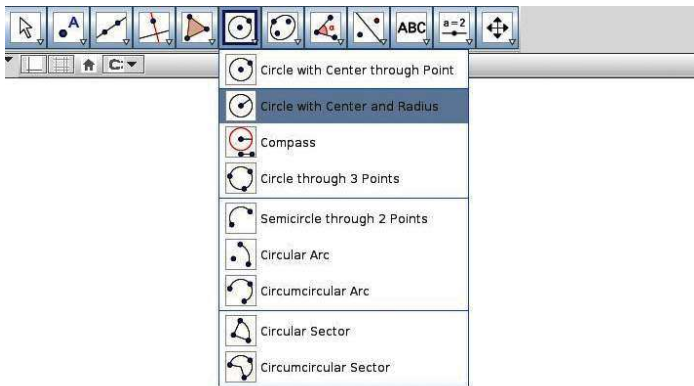 A
α
ABC
a=2
C:
Circle with Center through Point
Circle with Center and Radius
Compass
Circle through 3 Points
Semicircle through 2 Points
Circular Arc
Circumcircular Arc
Circular Sector
Circumcircular Sector